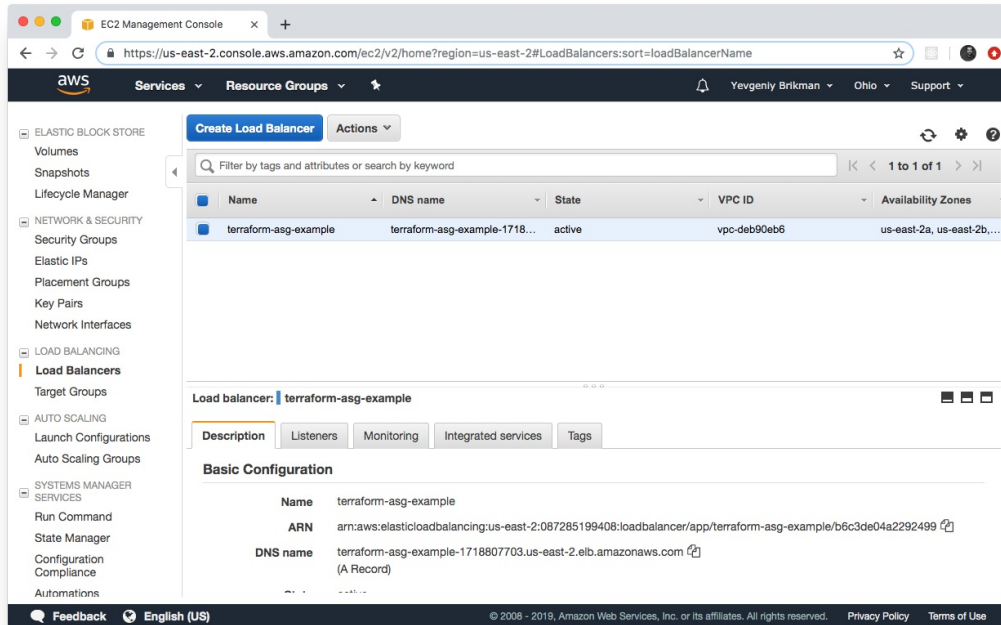 EC2 Management Console
https://us-east-2.console.aws.amazon.com/ec2/v2/home?region=us-east-2#LoadBalancers:sort=loadBalancerName
aws Services Resource Groups Yevgeniy Brikman Ohio Support
ELASTIC BLOCK STORE
Volumes
Snapshots
Lifecycle Manager
NETWORK & SECURITY
Security Groups
Elastic IPs
Placement Groups
Key Pairs
Network Interfaces
LOAD BALANCING
Load Balancers
Target Groups
AUTO SCALING
Launch Configurations
Auto Scaling Groups
SYSTEMS MANAGER
SERVICES
Run Command
State Manager
Configuration
Compliance
Automations
Create Load Balancer Actions
Filter by tags and attributes or search by keyword 1 to 1 of 1
Name DNS name State VPC ID Availability Zones
terraform-asg-example terraform-asg-example-1718... active vpc-deb90eb6 us-east-2a, us-east-2b,...
Load balancer: terraform-asg-example
Description Listeners Monitoring Integrated services Tags
Basic Configuration
Name terraform-asg-example
ARN arn:aws:elasticloadbalancing:us-east-2:087285199408:loadbalancer/app/terraform-asg-example/b6c3de04a2292499
DNS name terraform-asg-example-1718807703.us-east-2.elb.amazonaws.com
(A Record)
Feedback English (US) © 2008 - 2019, Amazon Web Services, Inc. or its affiliates. All rights reserved. Privacy Policy Terms of Use